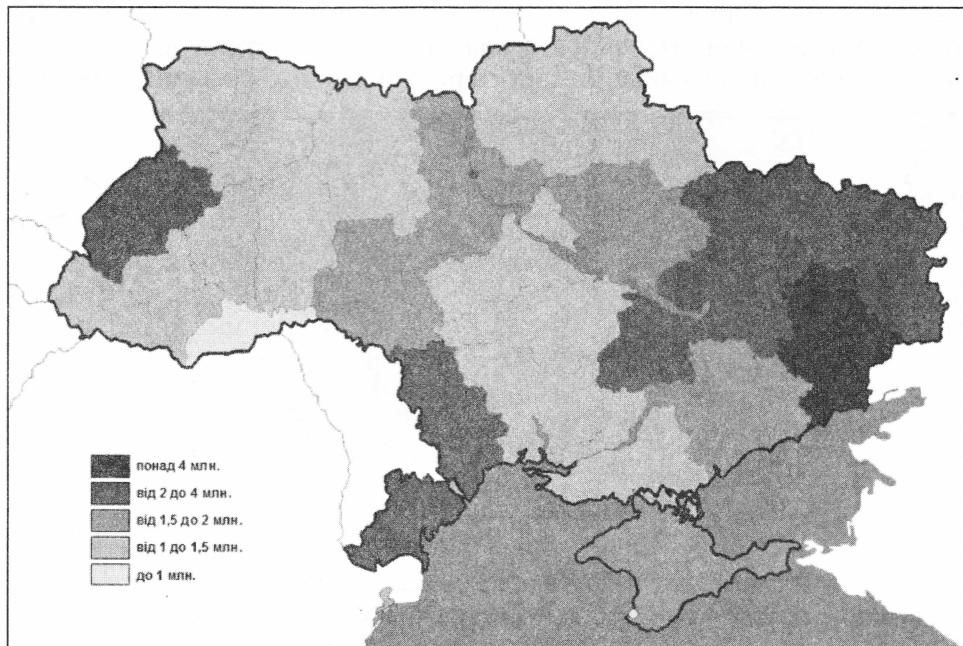 понад 4 млн.
від 2 до 4 млн.
від 1,5 до 2 млн.
від 1 до 1,5 млн.
до 1 млн.